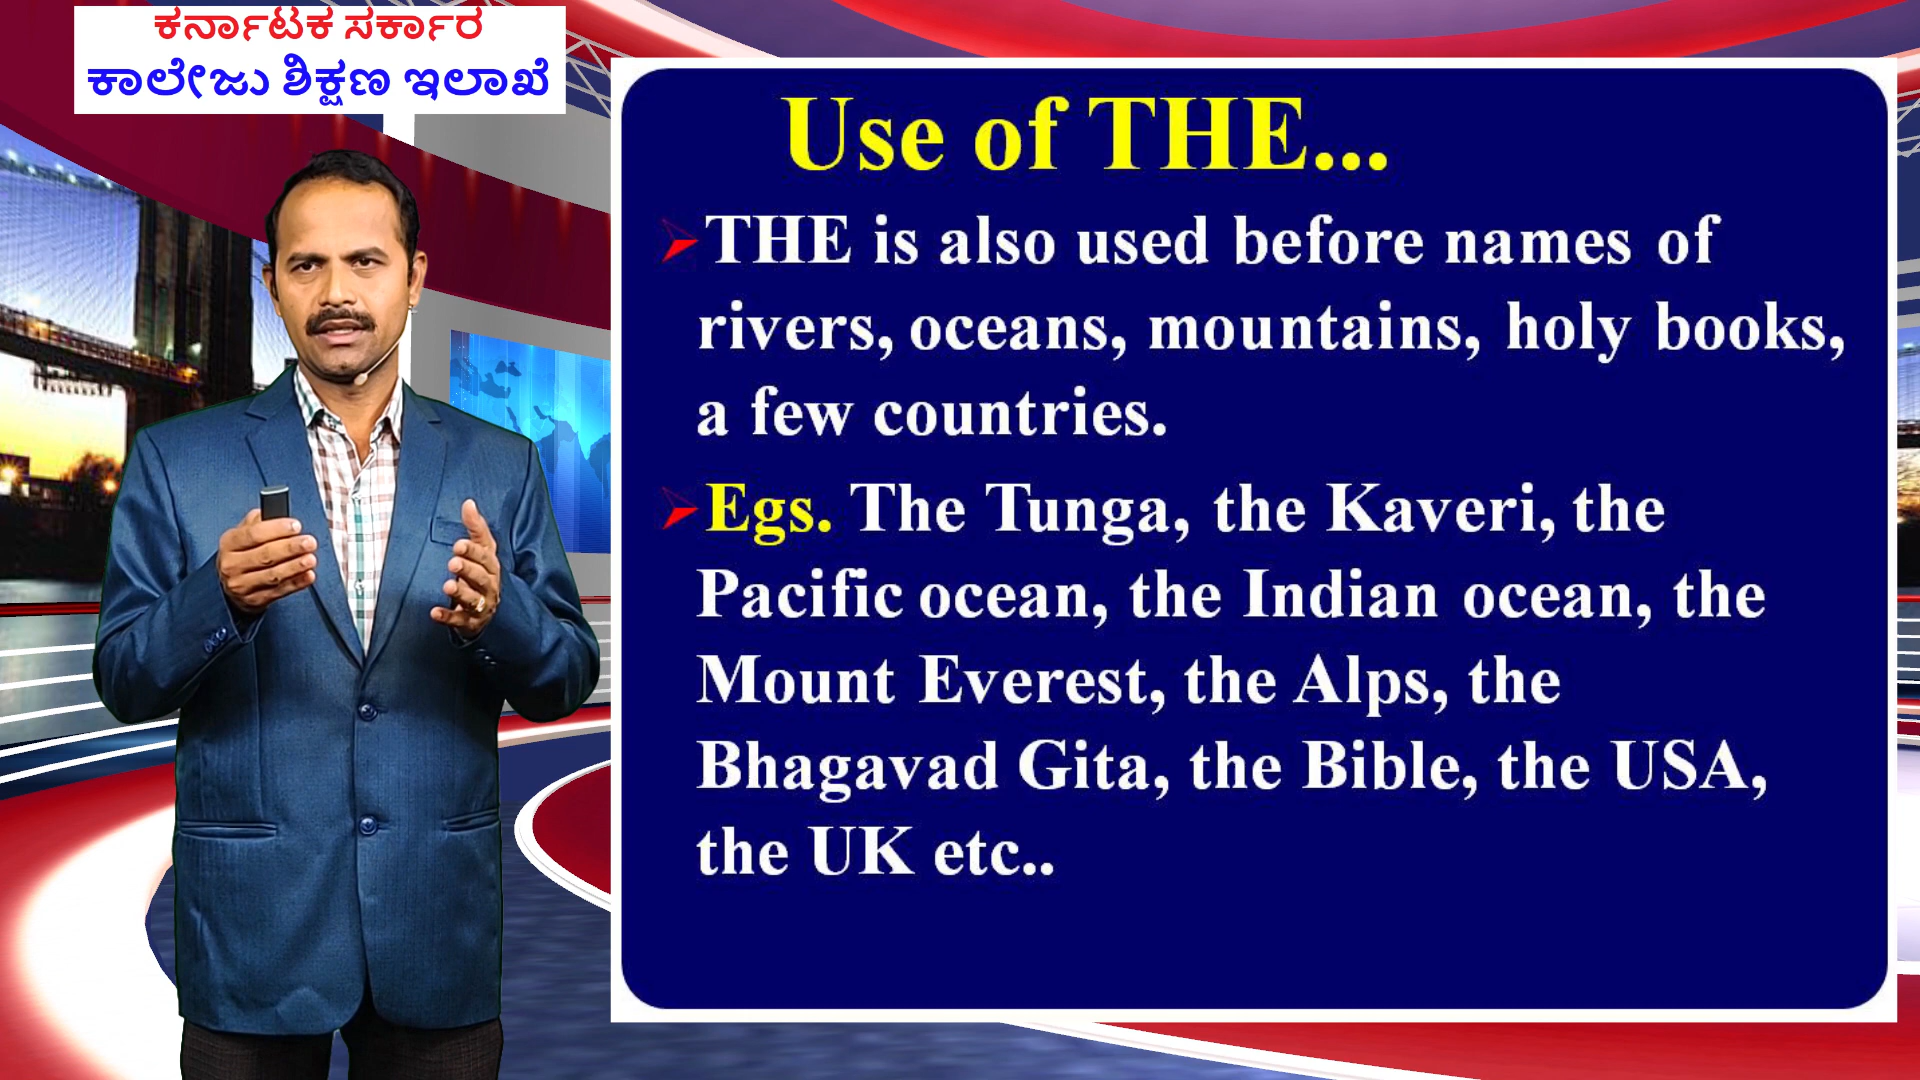 ಕರ್ನಾಟಕ ಸರ್ಕಾರ
ಕಾಲೇಜು ಶಿಕ್ಷಣ ಇಲಾಖೆ
Use of THE...
THE is also used before names of
rivers, oceans, mountains, holy books,
a few countries.
Egs. The Tunga, the Kaveri, the
Pacific ocean, the Indian ocean, the
Mount Everest, the Alps, the
Bhagavad Gita, the Bible, the USA,
the UK etc..